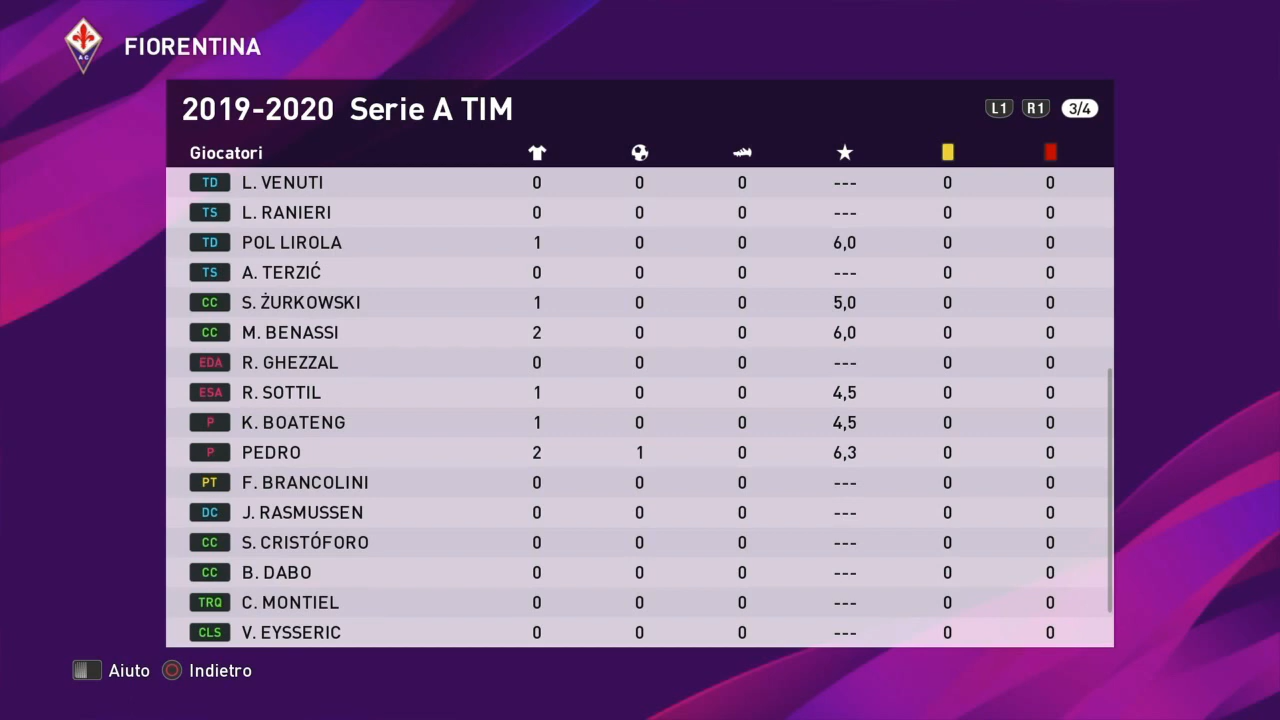 FIORENTINA
2019-2020 Serie A TIM L1 R1 3/4
Giocatori
TD L. VENUTI 0 0 0 --- 0 0
TS L. RANIERI 0 0 0 --- 0 0
TD POL LIROLA 1 0 0 6,0 0 0
TS A. TERZIĆ 0 0 0 --- 0 0
CC S. ŻURKOWSKI 1 0 0 5,0 0 0
CC M. BENASSI 2 0 0 6,0 0 0
EDA R. GHEZZAL 0 0 0 --- 0 0
ESA R. SOTTIL 1 0 0 4,5 0 0
P K. BOATENG 1 0 0 4,5 0 0
P PEDRO 2 1 0 6,3 0 0
PT F. BRANCOLINI 0 0 0 --- 0 0
DC J. RASMUSSEN 0 0 0 --- 0 0
CC S. CRISTÓFORO 0 0 0 --- 0 0
CC B. DABO 0 0 0 --- 0 0
TRQ C. MONTIEL 0 0 0 --- 0 0
CLS V. EYSSERIC 0 0 0 --- 0 0
Aiuto Indietro